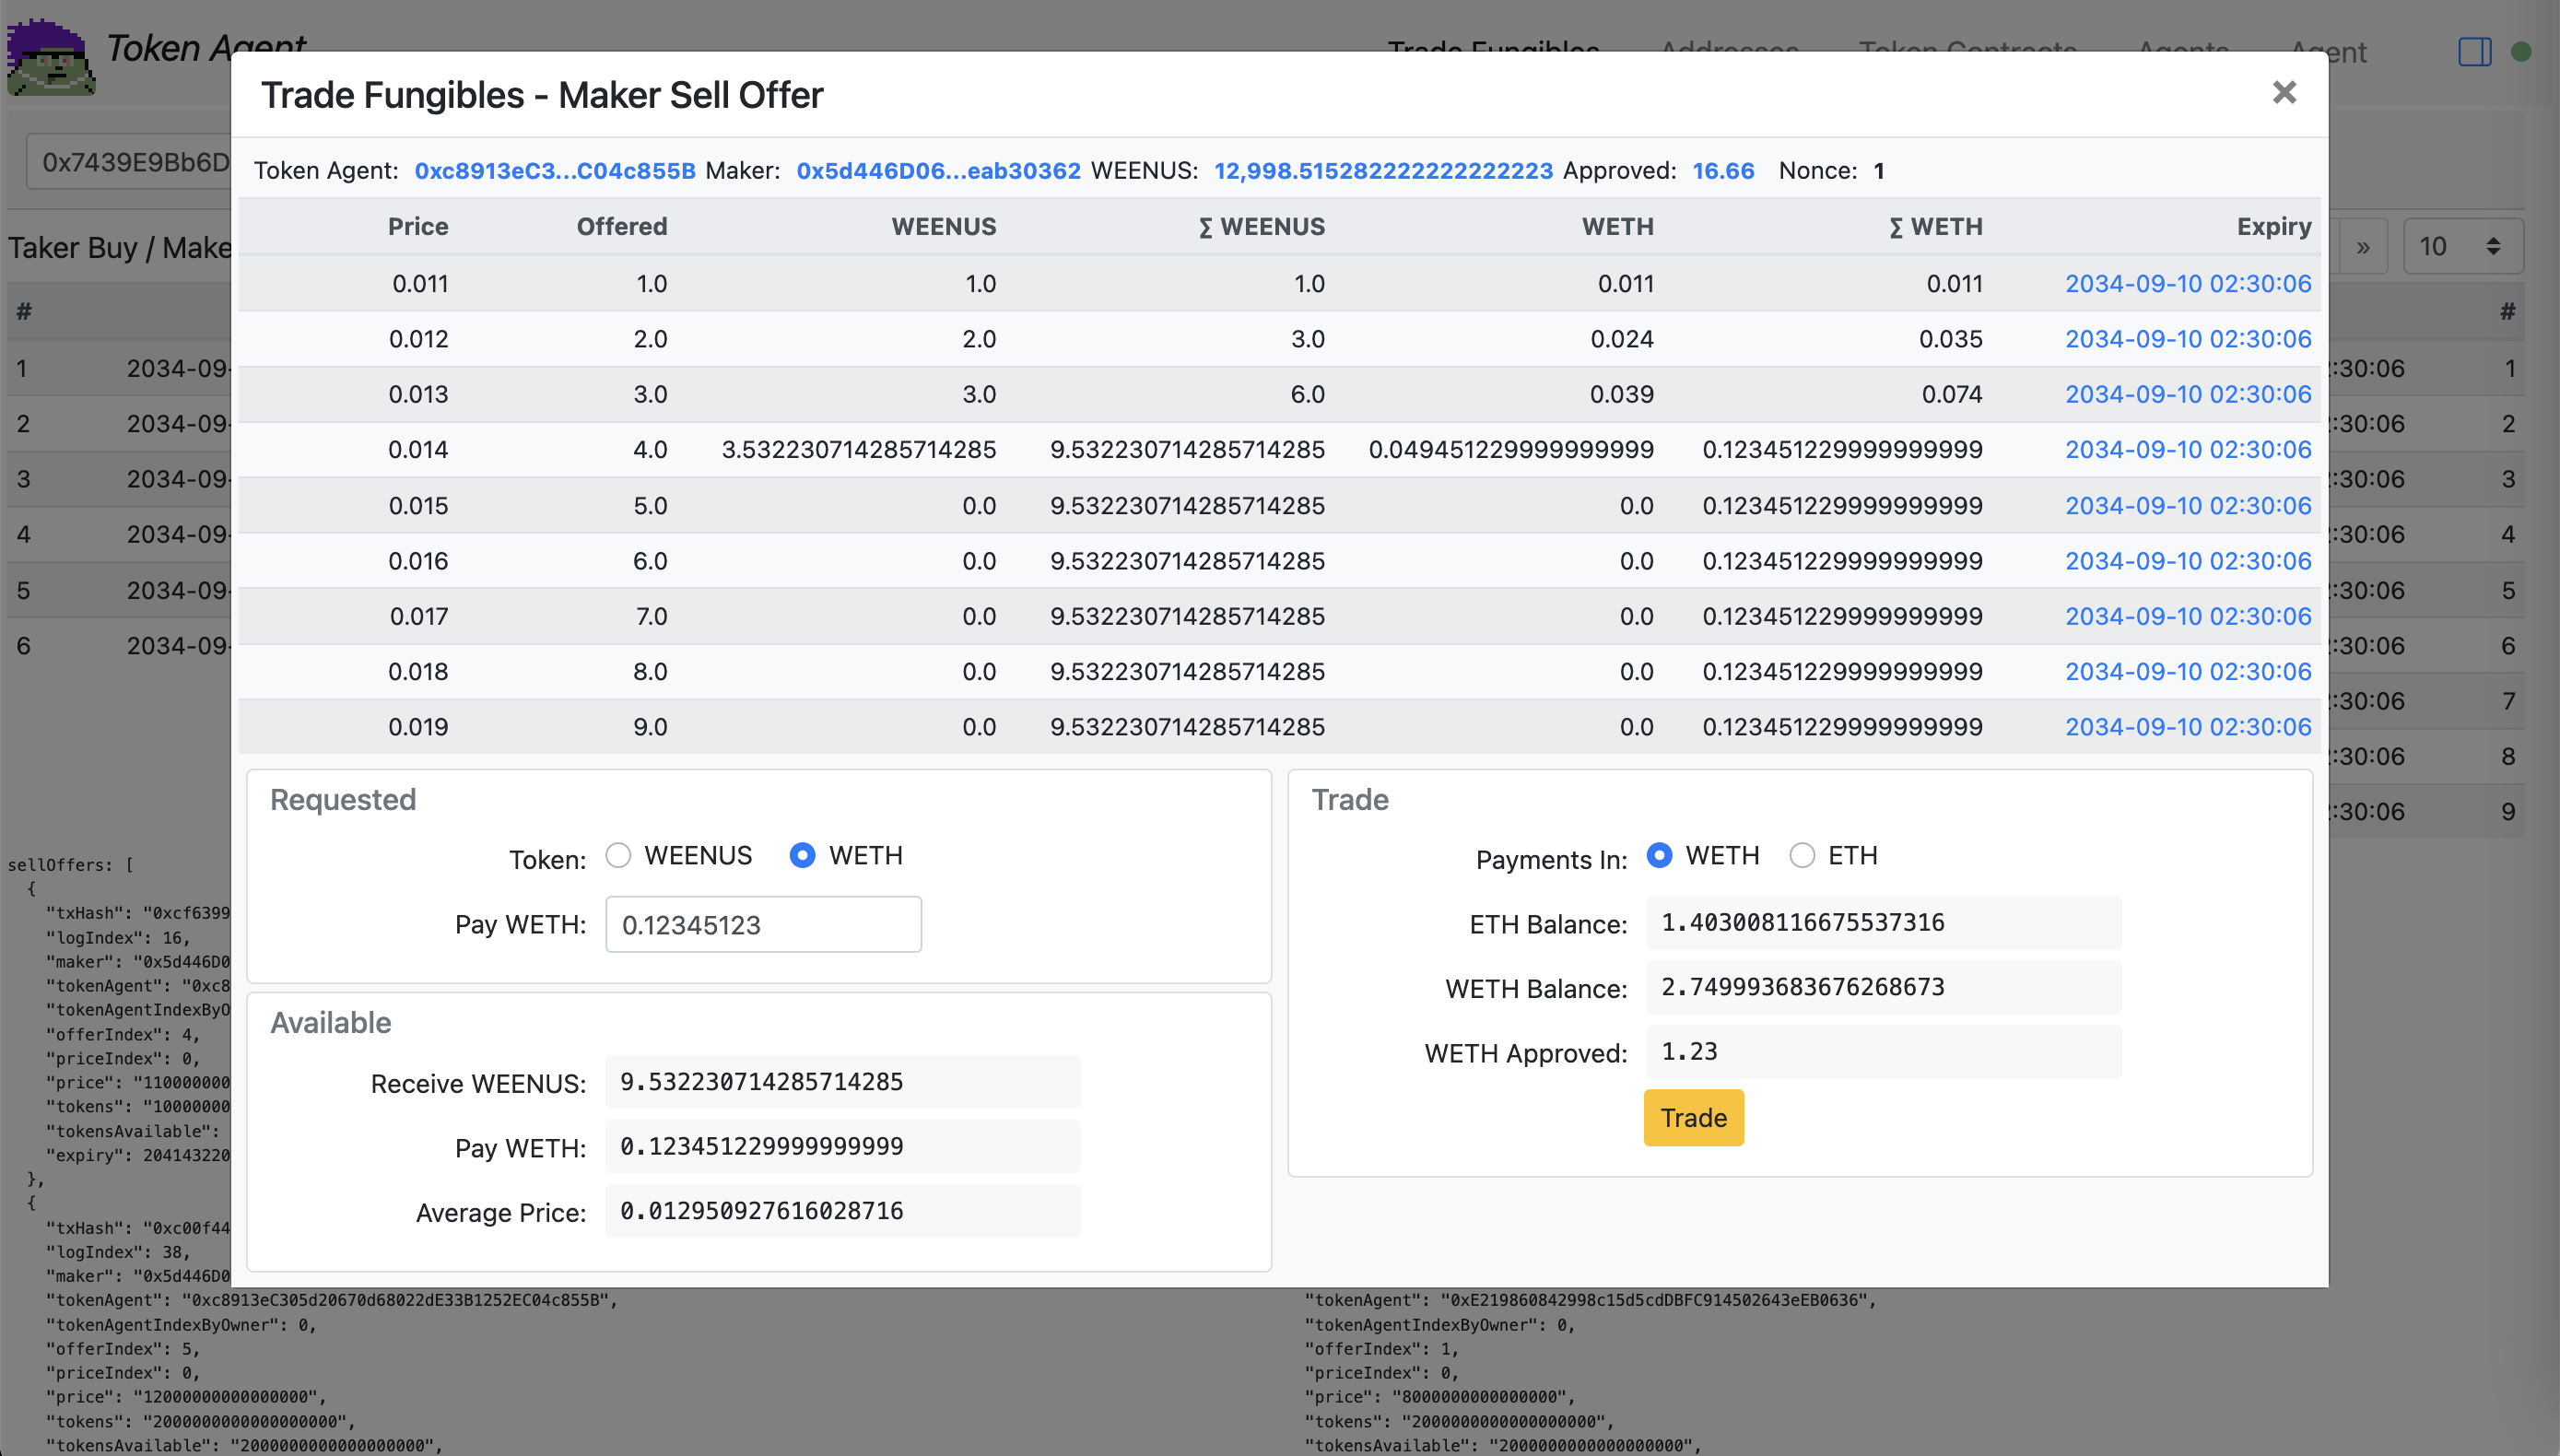 Token Agent
Trade Fungibles Addresses Token Contracts Agents Agent
Trade Fungibles - Maker Sell Offer ×
0x7439E9Bb6D
Token Agent: 0xc8913eC3...C04c855B Maker: 0x5d446D06...eab30362 WEENUS: 12,998.515282222222222223 Approved: 16.66 Nonce: 1
Price Offered WEENUS ∑ WEENUS WETH ∑ WETH Expiry
Taker Buy / Make » 10
0.011 1.0 1.0 1.0 0.011 0.011 2034-09-10 02:30:06
# #
0.012 2.0 2.0 3.0 0.024 0.035 2034-09-10 02:30:06
1 2034-09- :30:06 1
0.013 3.0 3.0 6.0 0.039 0.074 2034-09-10 02:30:06
2 2034-09- :30:06 2
0.014 4.0 3.532230714285714285 9.532230714285714285 0.049451229999999999 0.123451229999999999 2034-09-10 02:30:06
3 2034-09- :30:06 3
0.015 5.0 0.0 9.532230714285714285 0.0 0.123451229999999999 2034-09-10 02:30:06
4 2034-09- :30:06 4
0.016 6.0 0.0 9.532230714285714285 0.0 0.123451229999999999 2034-09-10 02:30:06
5 2034-09- :30:06 5
0.017 7.0 0.0 9.532230714285714285 0.0 0.123451229999999999 2034-09-10 02:30:06
6 2034-09- :30:06 6
0.018 8.0 0.0 9.532230714285714285 0.0 0.123451229999999999 2034-09-10 02:30:06
:30:06 7
0.019 9.0 0.0 9.532230714285714285 0.0 0.123451229999999999 2034-09-10 02:30:06
:30:06 8
:30:06 9
Requested
Token: WEENUS WETH
Pay WETH: 0.12345123
Available
Receive WEENUS: 9.532230714285714285
Pay WETH: 0.123451229999999999
Average Price: 0.012950927616028716
Trade
Payments In: WETH ETH
ETH Balance: 1.403008116675537316
WETH Balance: 2.749993683676268673
WETH Approved: 1.23
Trade
sellOffers: [
{
"txHash": "0xcf6399
"logIndex": 16,
"maker": "0x5d446D0
"tokenAgent": "0xc8
"tokenAgentIndexByO
"offerIndex": 4,
"priceIndex": 0,
"price": "110000000
"tokens": "10000000
"tokensAvailable":
"expiry": 204143220
},
{
"txHash": "0xc00f44
"logIndex": 38,
"maker": "0x5d446D0
"tokenAgent": "0xc8913eC305d20670d68022dE33B1252EC04c855B",
"tokenAgentIndexByOwner": 0,
"offerIndex": 5,
"priceIndex": 0,
"price": "12000000000000000",
"tokens": "2000000000000000000",
"tokensAvailable": "2000000000000000000",
"tokenAgent": "0xE219860842998c15d5cdDBFC914502643eEB0636",
"tokenAgentIndexByOwner": 0,
"offerIndex": 1,
"priceIndex": 0,
"price": "8000000000000000",
"tokens": "2000000000000000000",
"tokensAvailable": "2000000000000000000",